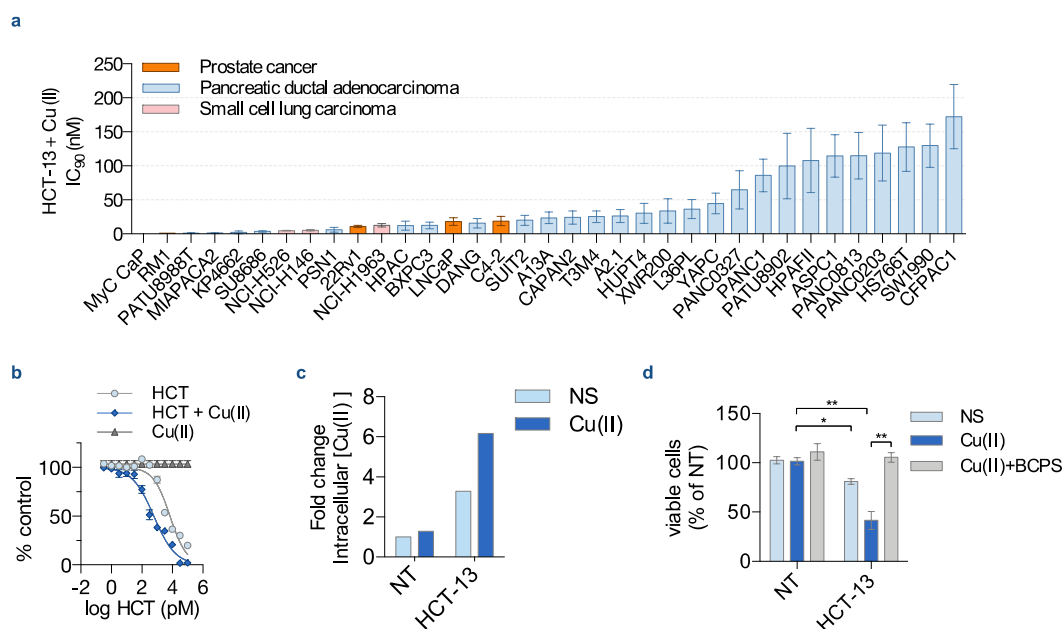 a
HCT-13 + Cu (II)
IC90 (nM)
250
200
150
100
50
0
Prostate cancer
Pancreatic ductal adenocarcinoma
Small cell lung carcinoma
MyC CaP
RM1
PATU8988T
MIAPACA2
KP4662
SU8686
NCI-H526
NCI-H146
PSN1
22Rv1
NCI-H1963
HPAC
BXPC3
LNCaP
DANG
C4-2
SUIT2
A13A
CAPAN2
T3M4
A2.1
HUPT4
XWR200
L36PL
YAPC
PANC0327
PANC1
PATU8902
HPAFII
ASPC1
PANC0813
PANC0203
HS766T
SW1990
CFPAC1
b
HCT
HCT + Cu(II)
Cu(II)
% control
100
50
0
-2 0 2 4 6
log HCT (pM)
c
Fold change
Intracellular [Cu(II) ]
8
6
4
2
0
NT
HCT-13
NS
Cu(II)
d
viable cells
(% of NT)
150
100
50
0
**
*
**
NT
HCT-13
NS
Cu(II)
Cu(II)+BCPS